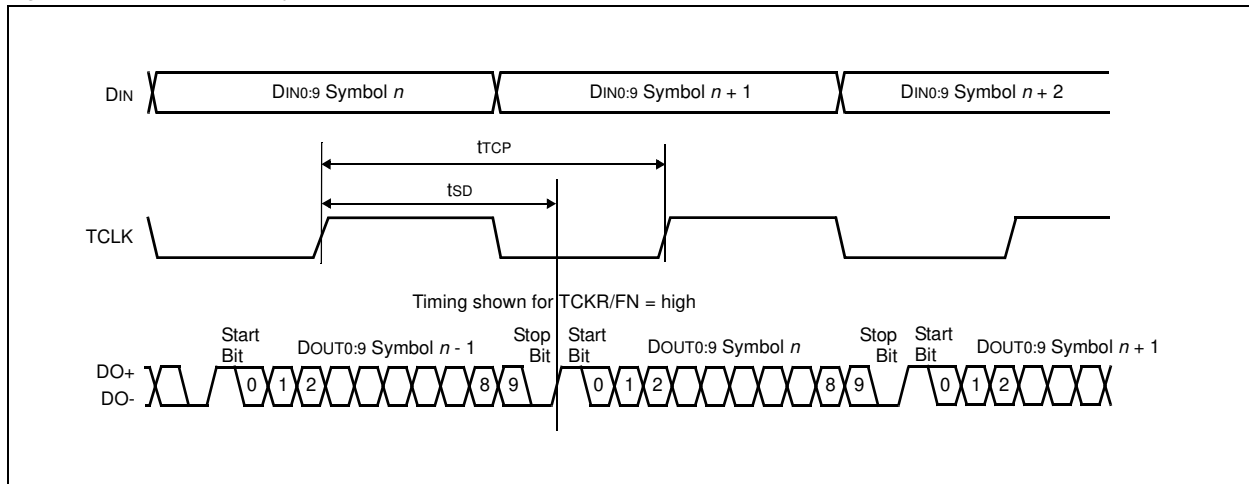 DIN
DIN0:9 Symbol n
DIN0:9 Symbol n + 1
DIN0:9 Symbol n + 2
tTCP
tSD
TCLK
Timing shown for TCKR/FN = high
Start Bit
DOUT0:9 Symbol n - 1
Stop Bit
Start Bit
DOUT0:9 Symbol n
Stop Bit
Start Bit
DOUT0:9 Symbol n + 1
DO+
DO-
0 1 2 8 9
0 1 2 8 9
0 1 2